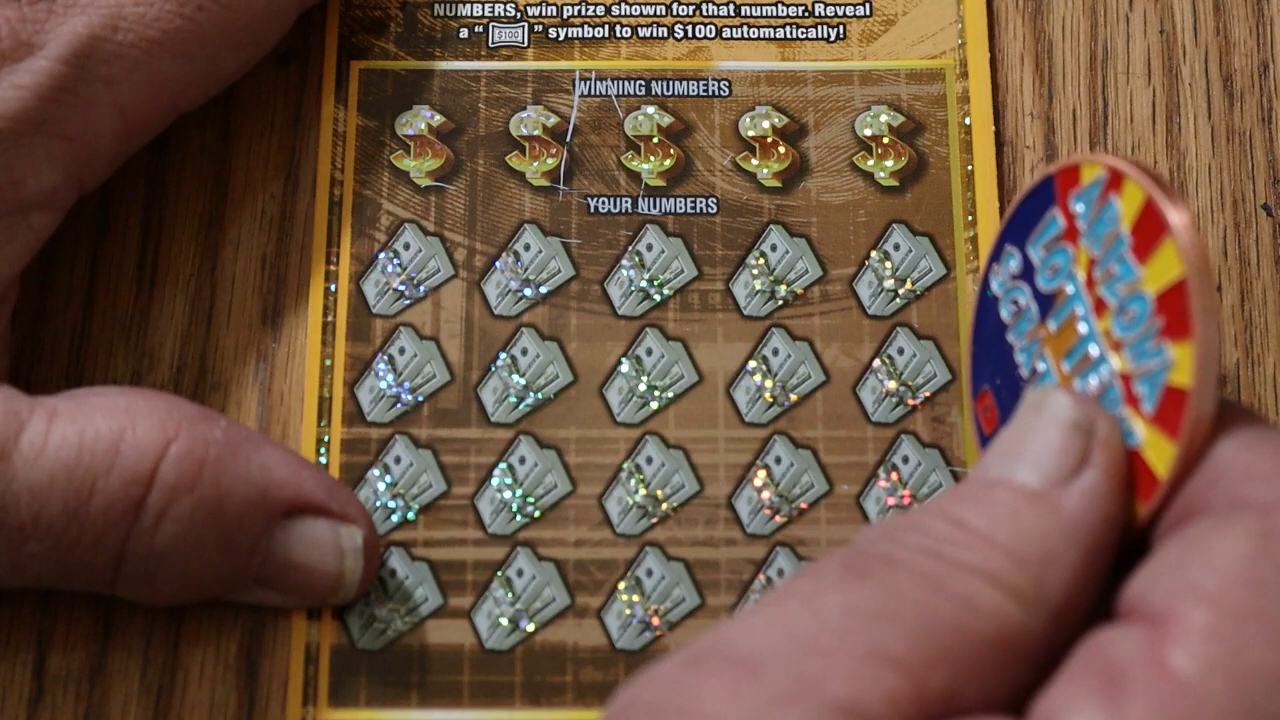 NUMBERS, win prize shown for that number. Reveal
a “ $100 ” symbol to win $100 automatically!
WINNING NUMBERS
YOUR NUMBERS
ARIZONA
LOTTERY